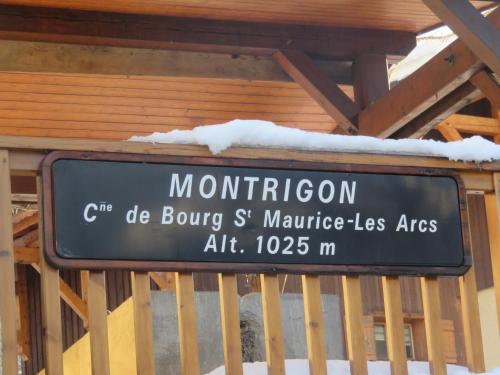 MONTRIGON
Cⁿᵉ de Bourg Sᵗ Maurice-Les Arcs
Alt. 1025 m